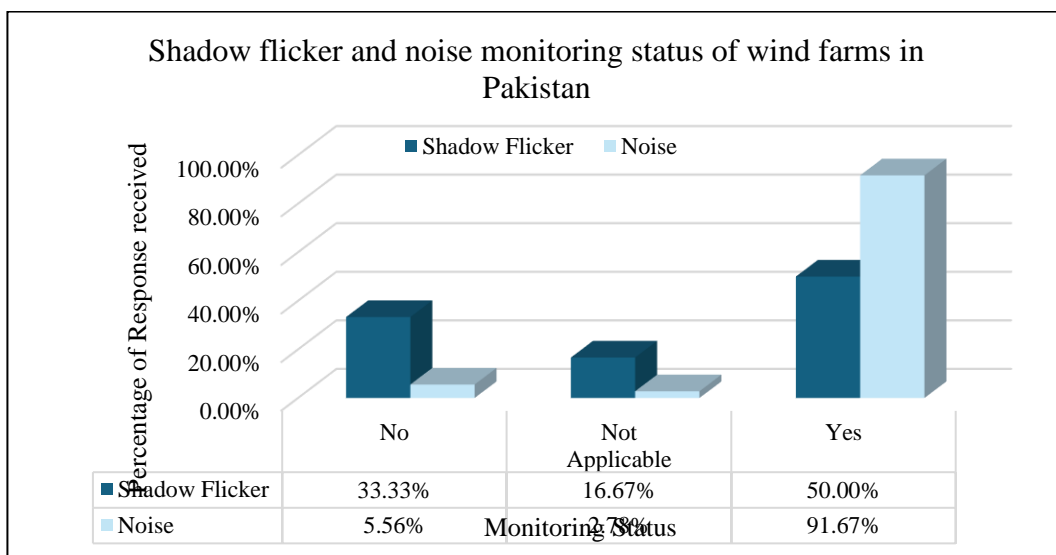 Shadow flicker and noise monitoring status of wind farms in
Pakistan
Shadow Flicker Noise
Percentage of Response received
100.00%
80.00%
60.00%
40.00%
20.00%
0.00%
No Not Applicable Yes
Shadow Flicker 33.33% 16.67% 50.00%
Noise 5.56% 2.78% 91.67%
Monitoring Status